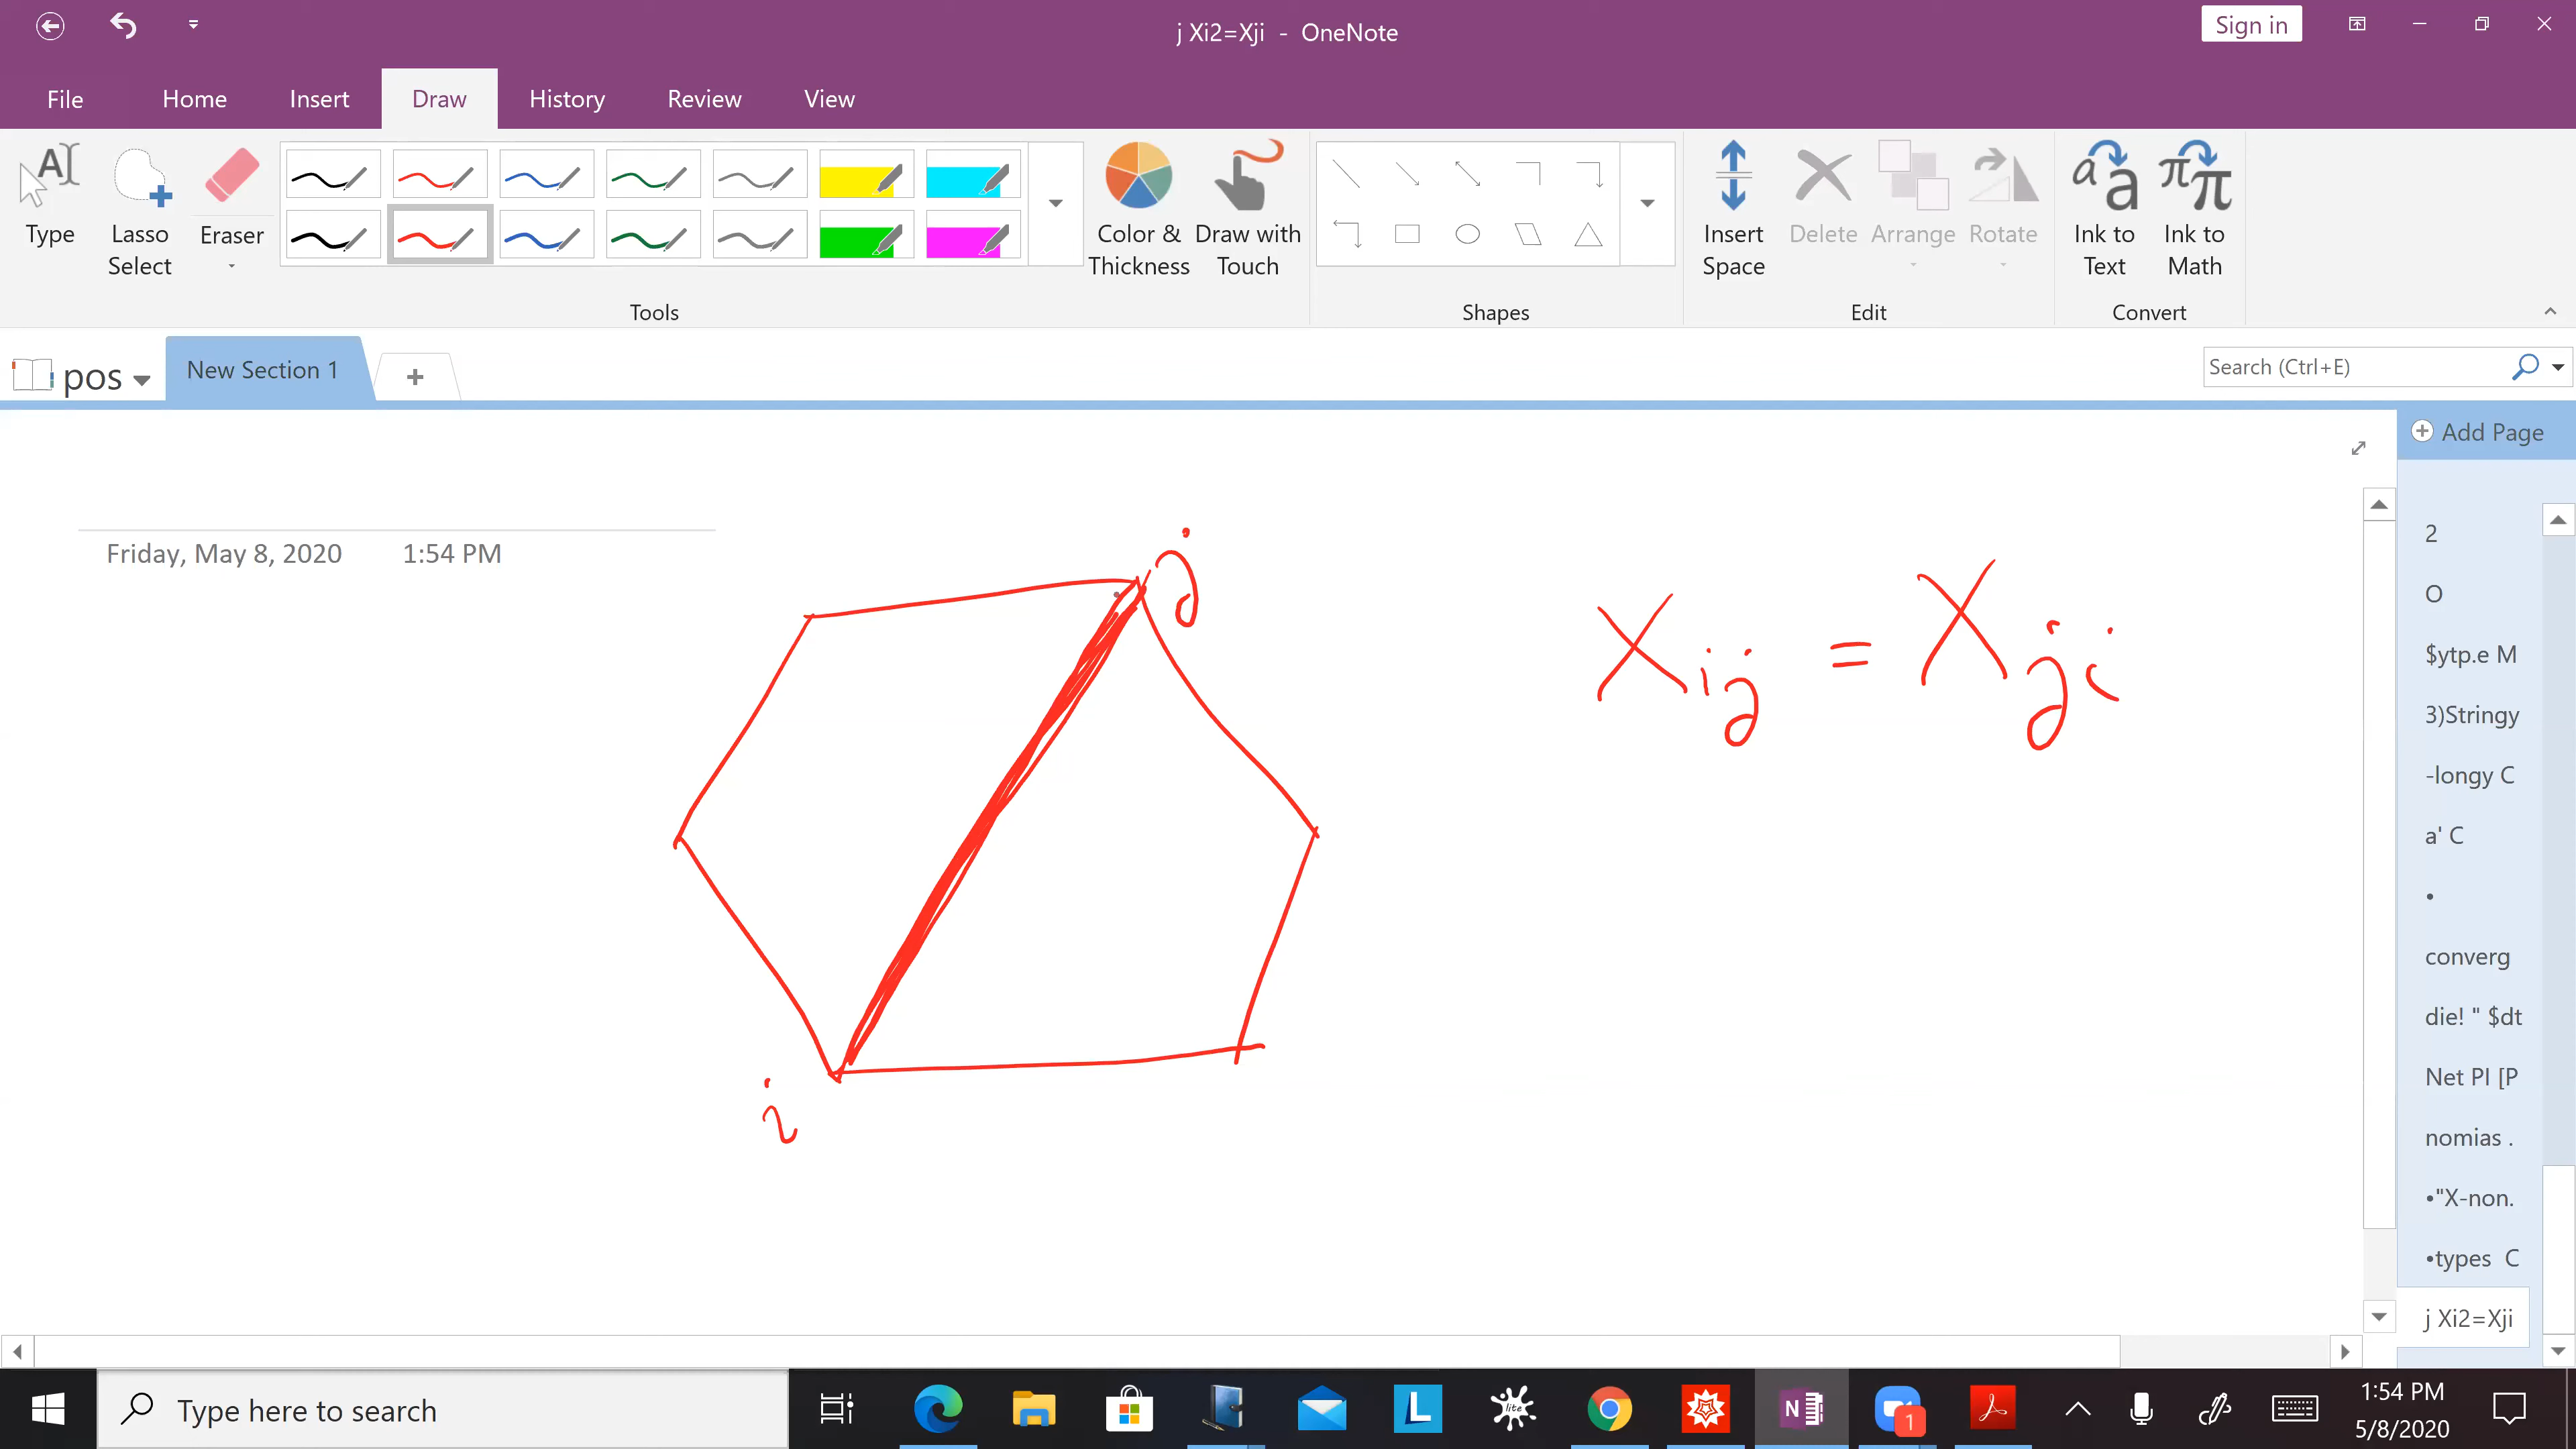 j Xi2=Xji - OneNote
Sign in
File Home Insert Draw History Review View
Type
Lasso Select
Eraser
Color & Thickness
Draw with Touch
Insert Space
Delete
Arrange
Rotate
Ink to Text
Ink to Math
Tools
Shapes
Edit
Convert
pos
New Section 1
+
Search (Ctrl+E)
Add Page
Friday, May 8, 2020 1:54 PM
j
i
X_ij = X_ji
2
O
$ytp.e M
3)Stringy
-longy C
a' C
•
converg
die! " $dt
Net PI [P
nomias .
•"X-non.
•types C
j Xi2=Xji
Type here to search
L
lite
N
1
1:54 PM
5/8/2020